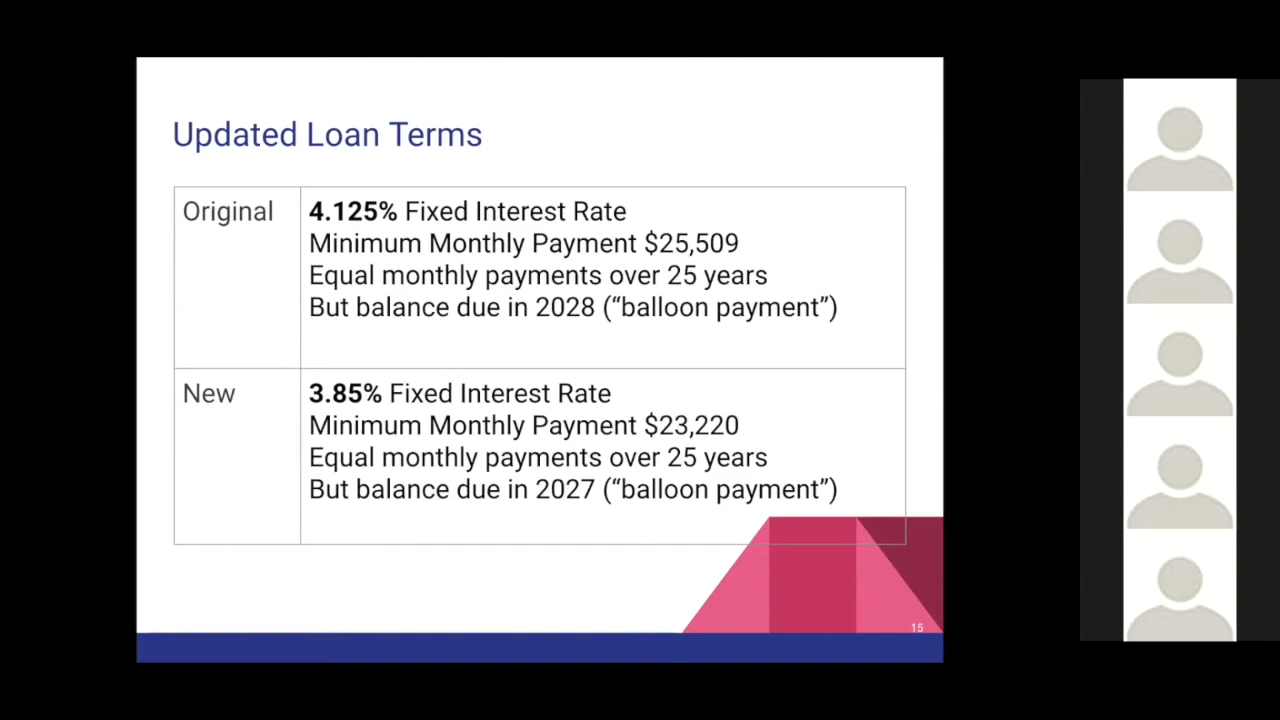 Updated Loan Terms
Original
4.125% Fixed Interest Rate
Minimum Monthly Payment $25,509
Equal monthly payments over 25 years
But balance due in 2028 (“balloon payment”)
New
3.85% Fixed Interest Rate
Minimum Monthly Payment $23,220
Equal monthly payments over 25 years
But balance due in 2027 (“balloon payment”)
15